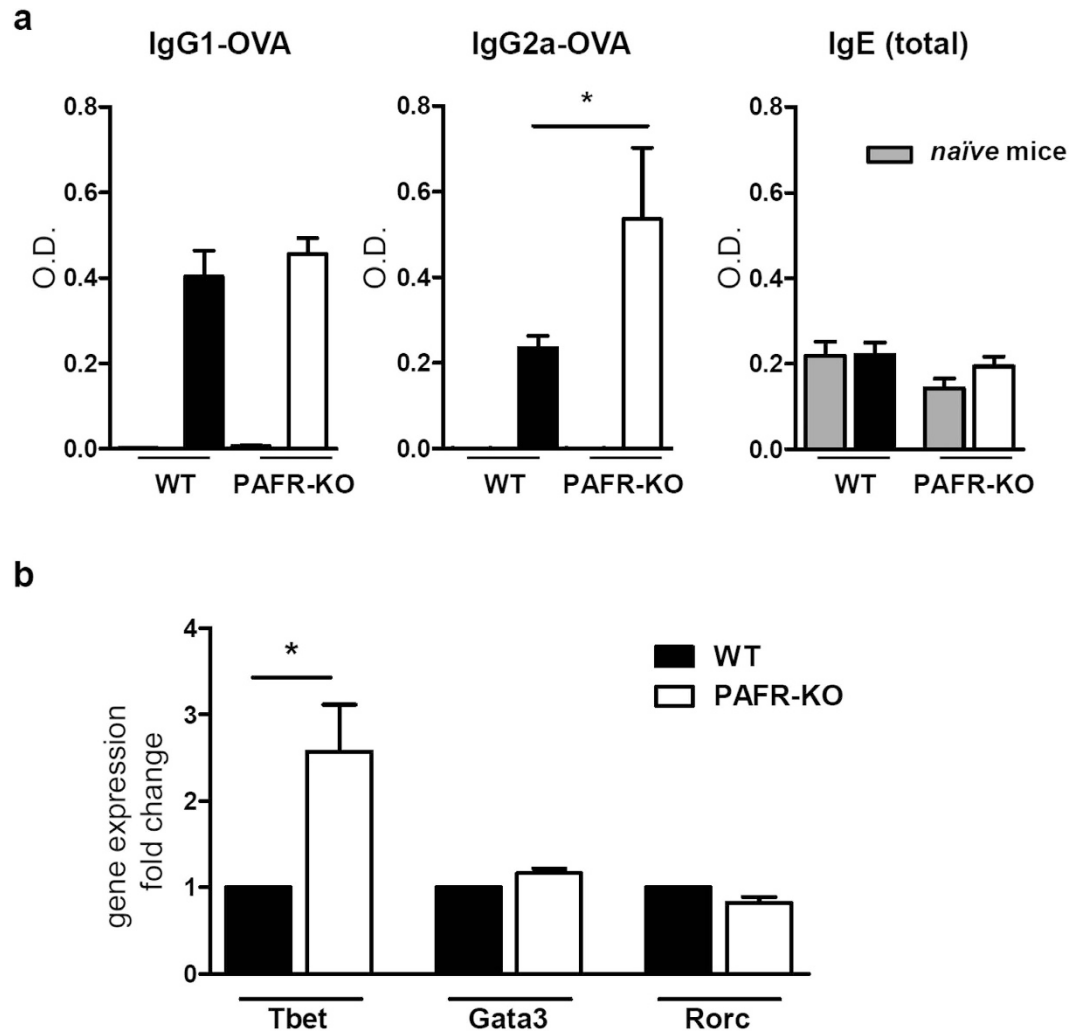 a
IgG1-OVA
IgG2a-OVA
IgE (total)
0.8
0.6
0.4
0.2
0.0
O.D.
WT
PAFR-KO
0.8
0.6
0.4
0.2
0.0
O.D.
*
WT
PAFR-KO
0.8
0.6
0.4
0.2
0.0
O.D.
naïve mice
WT
PAFR-KO
b
4
3
2
1
0
gene expression
fold change
*
WT
PAFR-KO
Tbet
Gata3
Rorc